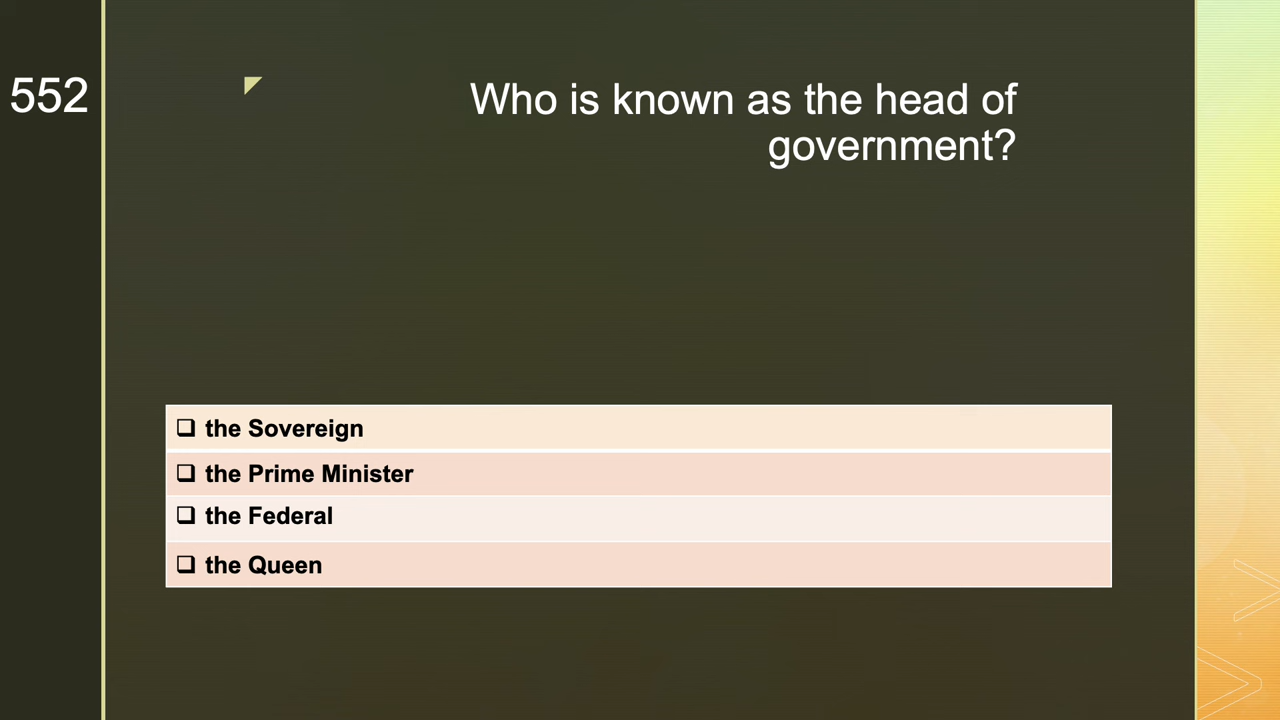 552
Who is known as the head of
government?
the Sovereign
the Prime Minister
the Federal
the Queen